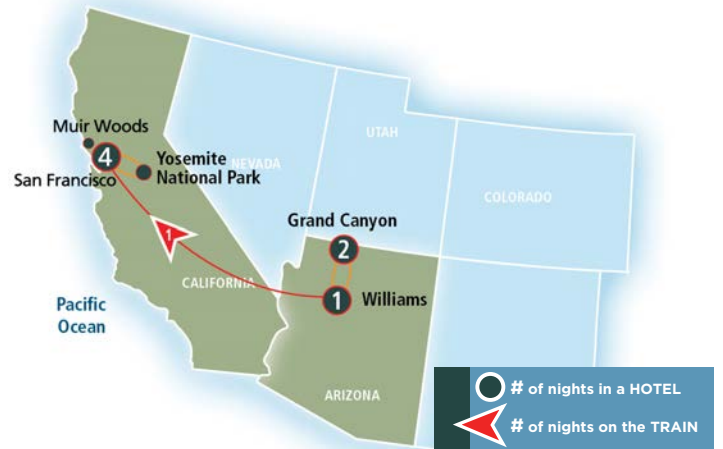 Muir Woods
4
San Francisco
Yosemite
National Park
NEVADA
UTAH
COLORADO
Grand Canyon
2
1
CALIFORNIA
1
Williams
Pacific
Ocean
ARIZONA
# of nights in a HOTEL
# of nights on the TRAIN